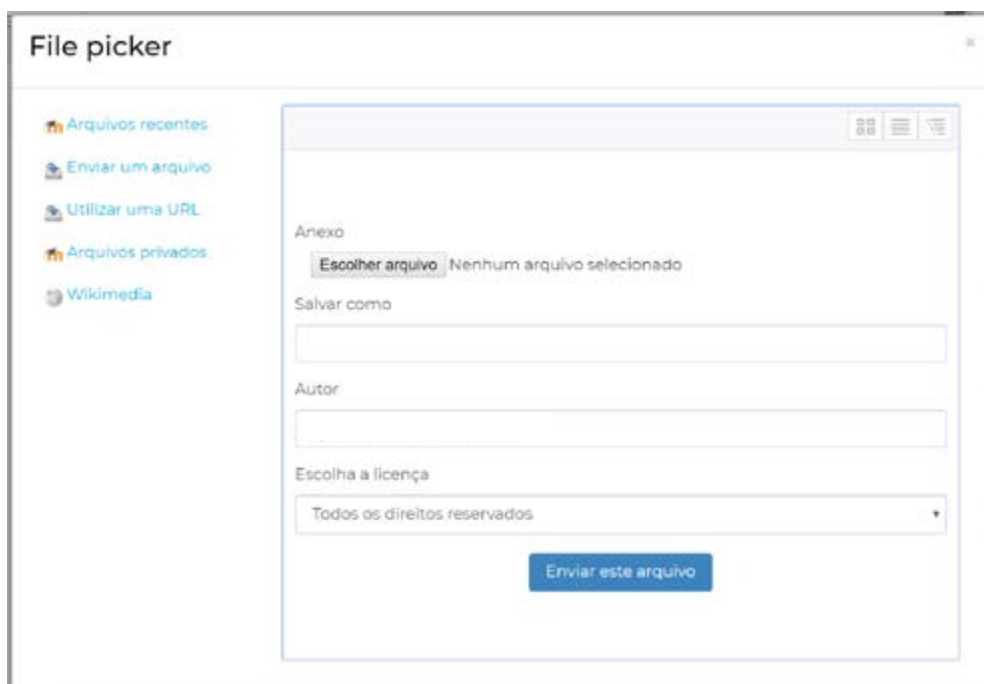 File picker
Arquivos recentes
Enviar um arquivo
Utilizar uma URL
Arquivos privados
Wikimedia
Anexo
Escolher arquivo Nenhum arquivo selecionado
Salvar como
Autor
Escolha a licença
Todos os direitos reservados
Enviar este arquivo